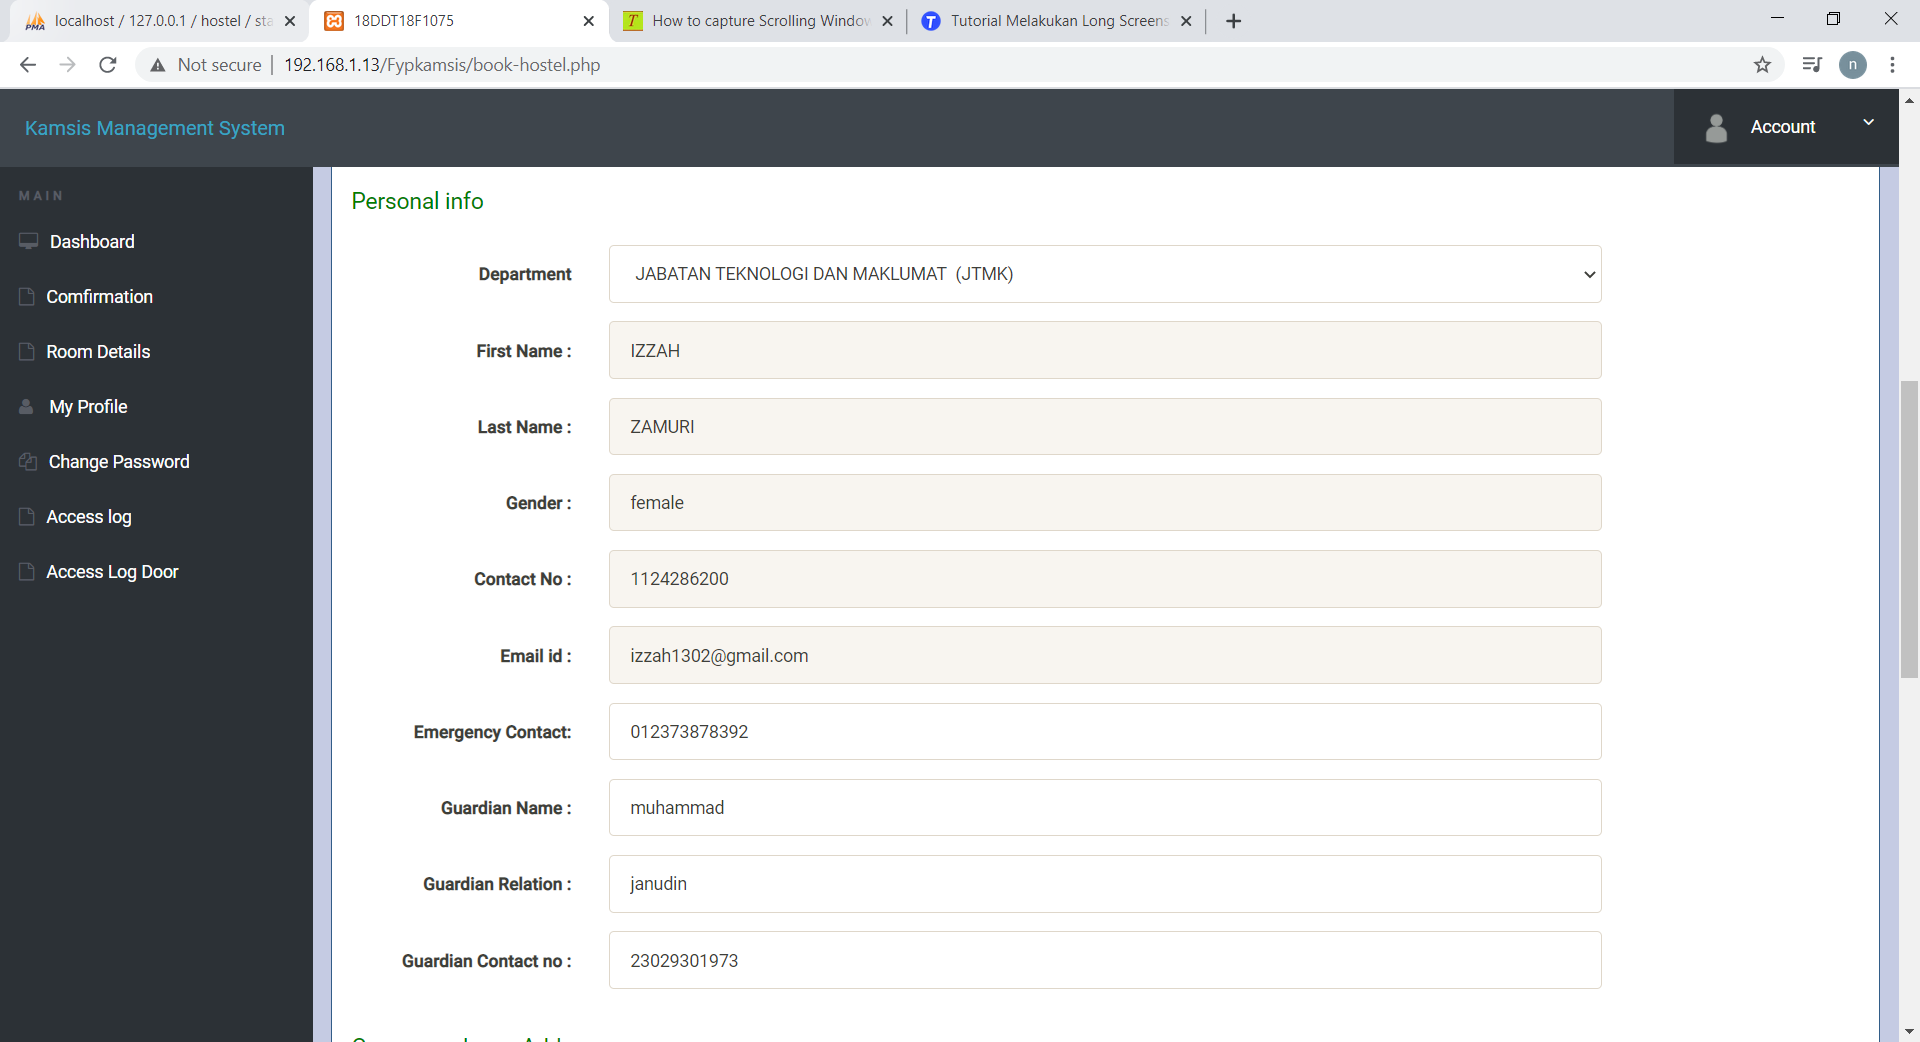 localhost / 127.0.0.1 / hostel / sta
18DDT18F1075
How to capture Scrolling Window
Tutorial Melakukan Long Screens
Not secure
192.168.1.13/Fypkamsis/book-hostel.php
n
Kamsis Management System
Account
MAIN
Dashboard
Comfirmation
Room Details
My Profile
Change Password
Access log
Access Log Door
Personal info
Department
JABATAN TEKNOLOGI DAN MAKLUMAT (JTMK)
First Name :
IZZAH
Last Name :
ZAMURI
Gender :
female
Contact No :
1124286200
Email id :
izzah1302@gmail.com
Emergency Contact:
012373878392
Guardian Name :
muhammad
Guardian Relation :
janudin
Guardian Contact no :
23029301973